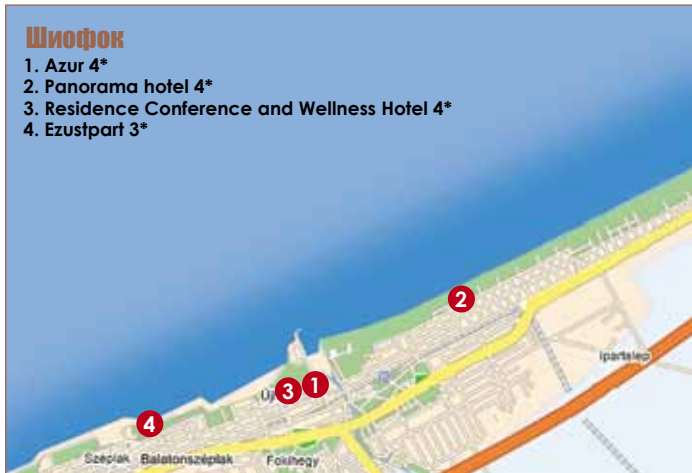 Шиофок
1. Azur 4*
2. Panorama hotel 4*
3. Residence Conference and Wellness Hotel 4*
4. Ezustpart 3*
2
Ipartelep
3 1
4
Széplak Balatonszéplak Fokihegy